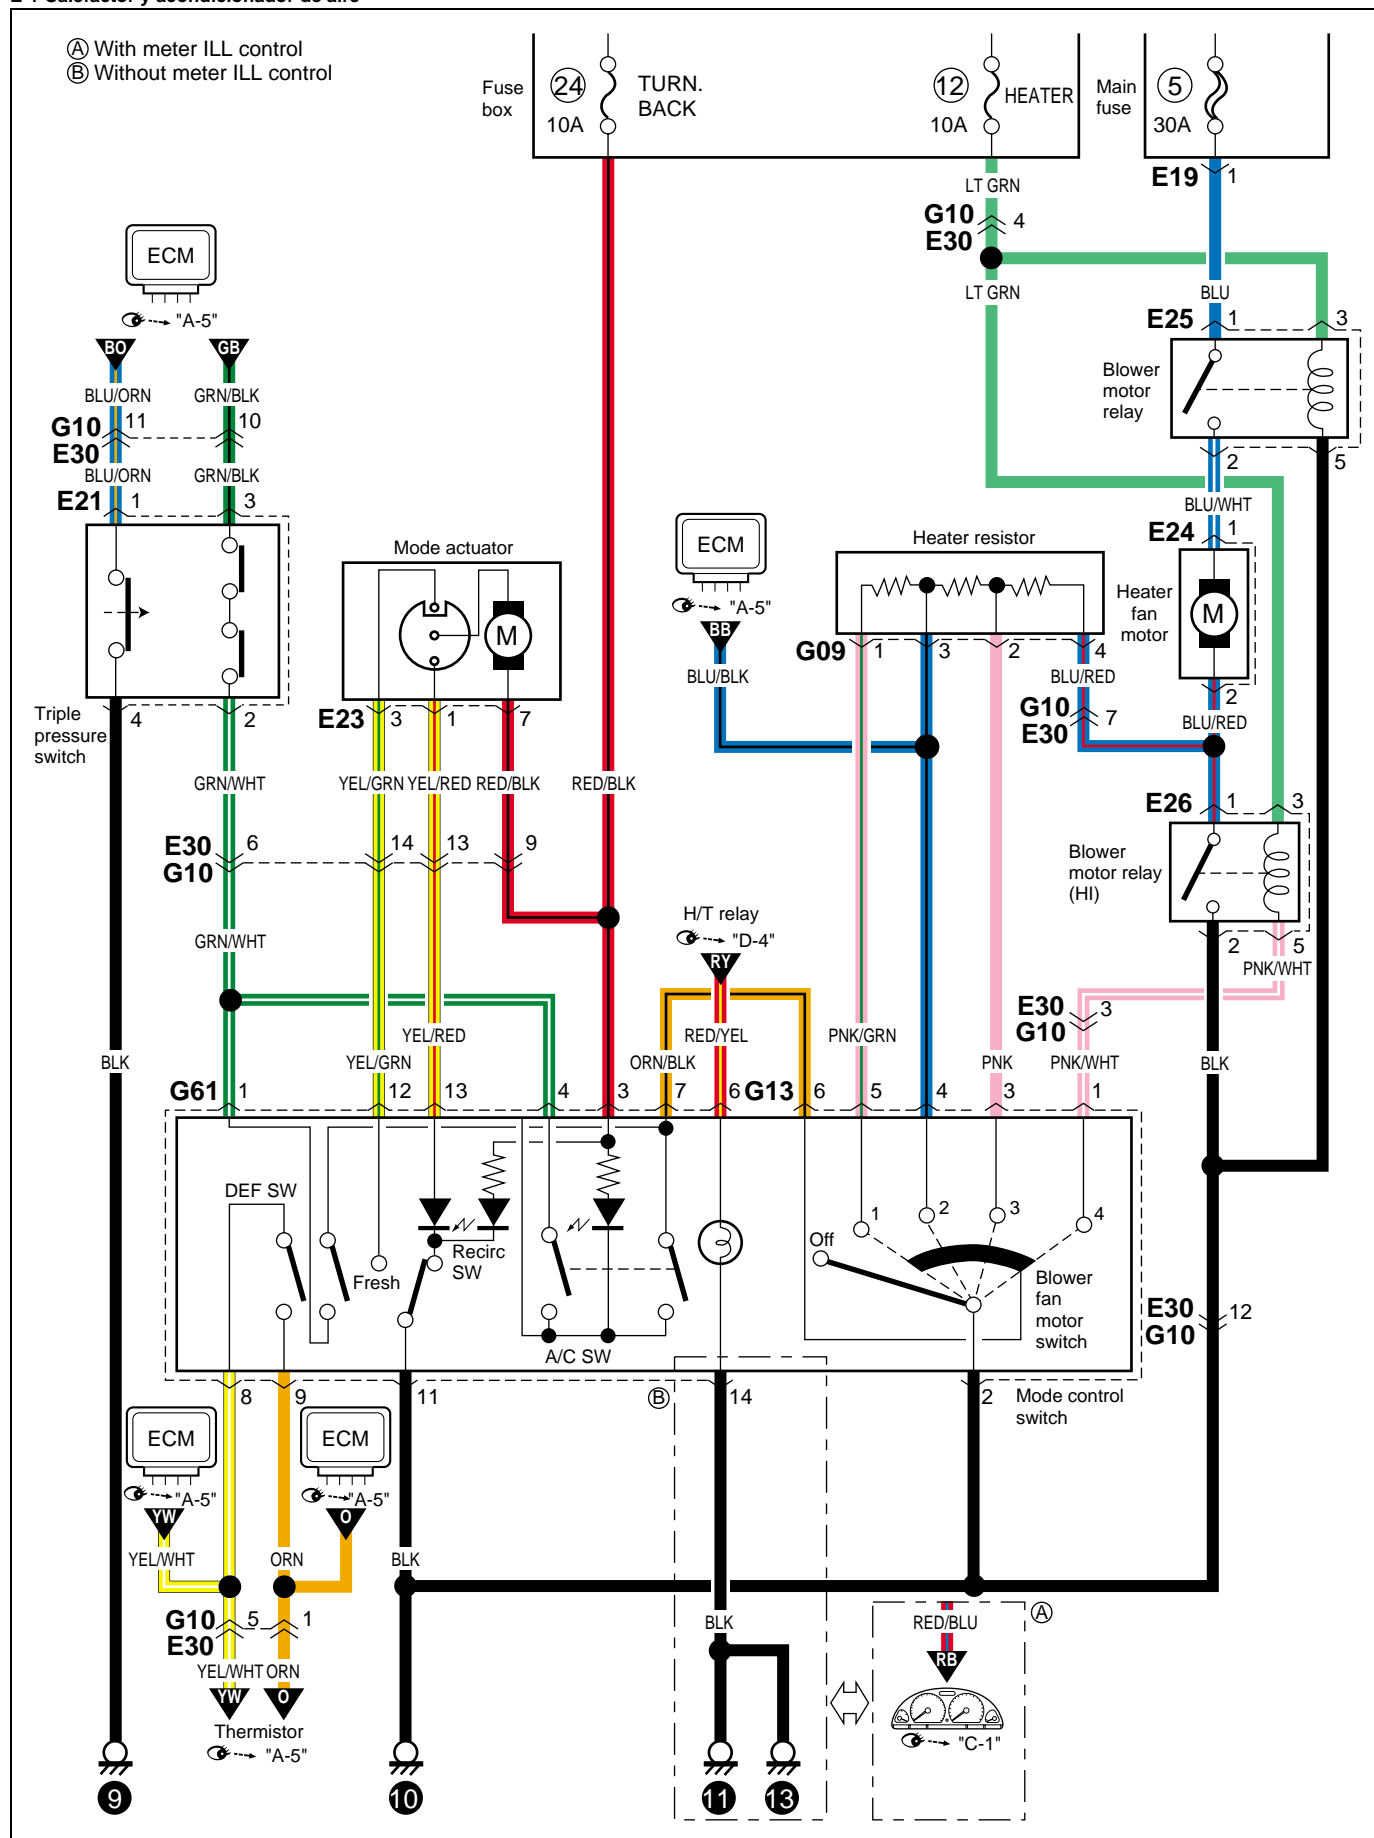 Ⓐ With meter ILL control
Ⓑ Without meter ILL control
Fuse
box
24
10A
TURN.
BACK
12
10A
HEATER
Main
fuse
5
30A
E19
1
LT GRN
G10
E30
4
LT GRN
BLU
ECM
"A-5"
BO
GB
BLU/ORN
GRN/BLK
G10
E30
11
10
BLU/ORN
GRN/BLK
E21
1
3
Triple
pressure
switch
4
2
E25
1
3
Blower
motor
relay
2
5
BLU/WHT
E24
1
Heater
fan
motor
M
2
BLU/RED
Mode actuator
M
E23
3
1
7
YEL/GRN
YEL/RED
RED/BLK
RED/BLK
ECM
"A-5"
BB
BLU/BLK
Heater resistor
G09
1
3
2
4
BLU/RED
G10
E30
7
GRN/WHT
E30
G10
6
14
13
9
GRN/WHT
E26
1
3
Blower
motor relay
(HI)
2
5
PNK/WHT
H/T relay
"D-4"
RY
RED/YEL
E30
G10
3
BLK
YEL/RED
YEL/GRN
ORN/BLK
PNK/GRN
PNK
PNK/WHT
BLK
G61
1
12
13
4
3
7
6
G13
6
5
4
3
1
DEF SW
Fresh
Recirc
SW
A/C SW
Off
1
2
3
4
Blower
fan
motor
switch
E30
G10
12
8
9
11
Ⓑ
14
2
Mode control
switch
ECM
"A-5"
YW
ECM
"A-5"
O
YEL/WHT
ORN
BLK
G10
E30
5
1
YEL/WHT
ORN
YW
O
Thermistor
"A-5"
BLK
RED/BLU
Ⓐ
RB
"C-1"
9
10
11
13